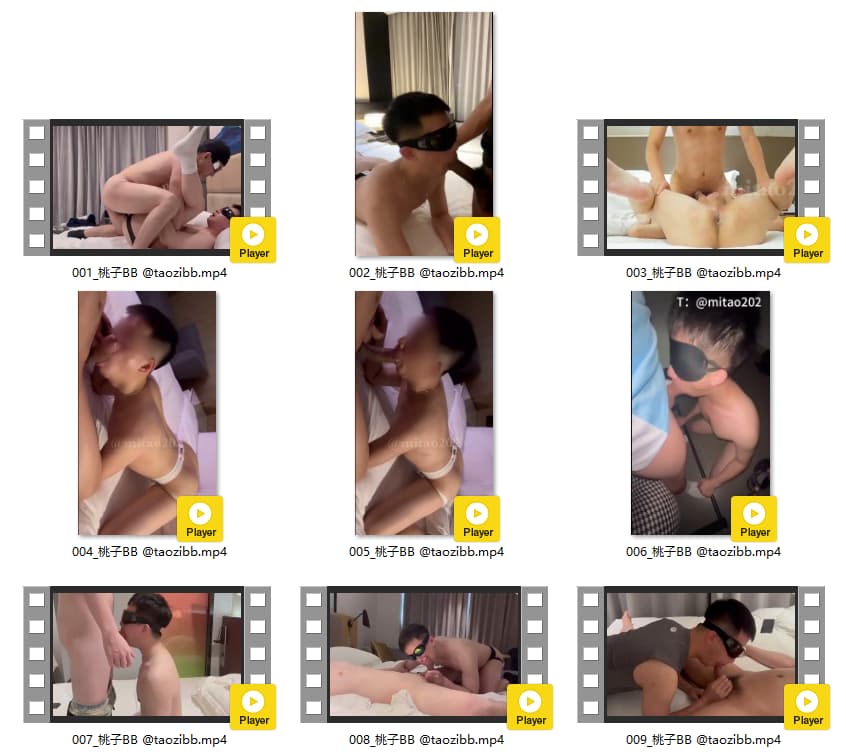 Player
Player
Player
001_桃子BB @taozibb.mp4
002_桃子BB @taozibb.mp4
003_桃子BB @taozibb.mp4
T：@mitao202
@mitao202
@mitao20
Player
Player
Player
004_桃子BB @taozibb.mp4
005_桃子BB @taozibb.mp4
006_桃子BB @taozibb.mp4
Player
Player
Player
007_桃子BB @taozibb.mp4
008_桃子BB @taozibb.mp4
009_桃子BB @taozibb.mp4